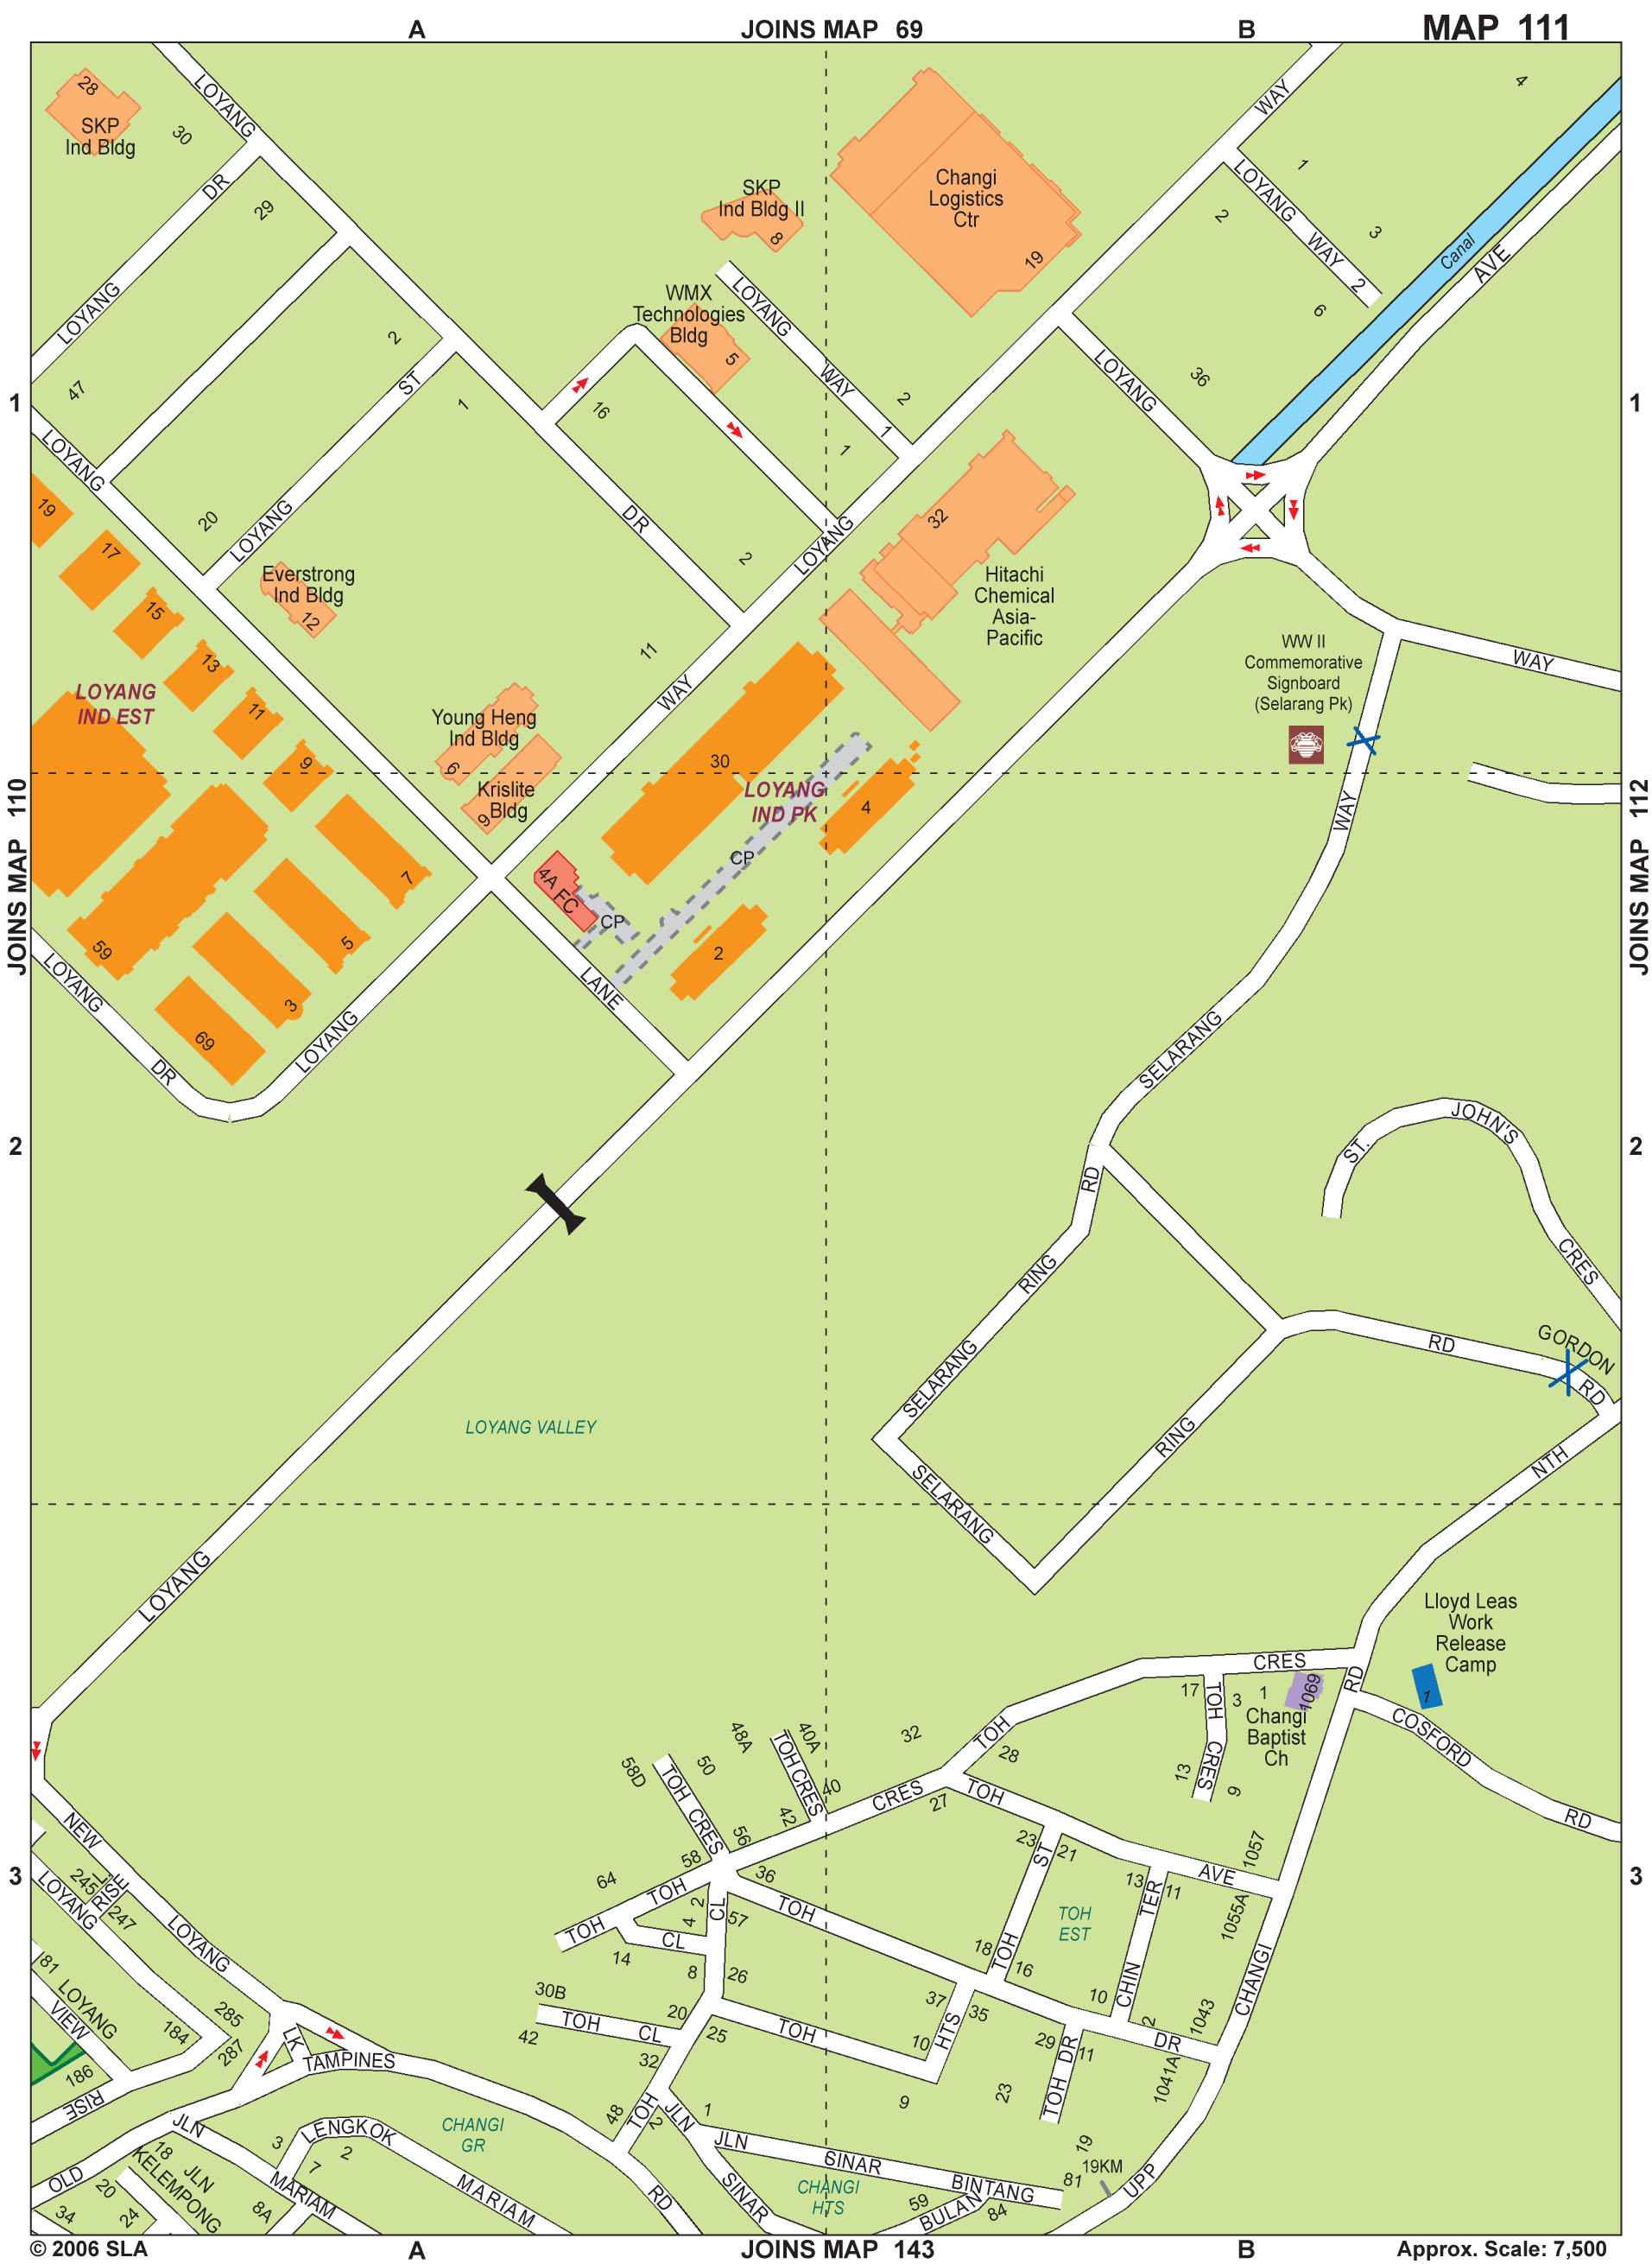 A
JOINS MAP 69
B
MAP 111
28
SKP
Ind Bldg
30
LOYANG
DR
29
LOYANG
47
SKP
Ind Bldg II
8
Changi
Logistics
Ctr
19
WAY
4
1
2
LOYANG
WAY
2
3
6
Canal
AVE
WMX
Technologies
Bldg
5
LOYANG
WAY
1
2
1
2
ST
1
16
LOYANG
36
1
1
LOYANG
19
17
15
13
11
9
20
LOYANG
DR
2
LOYANG
32
Hitachi
Chemical
Asia-
Pacific
Everstrong
Ind Bldg
12
11
WAY
WW II
Commemorative
Signboard
(Selarang Pk)
WAY
LOYANG
IND EST
Young Heng
Ind Bldg
6
Krislite
Bldg
9
30
LOYANG
IND PK
4
WAY
JOINS MAP 110
JOINS MAP 112
CP
4A FC
CP
7
5
3
59
69
2
LOYANG
DR
LOYANG
LANE
SELARANG
2
2
RD
ST.
JOHN'S
CRES
RING
SELARANG
RD
GORDON
RD
LOYANG VALLEY
RING
SELARANG
NTH
LOYANG
Lloyd Leas
Work
Release
Camp
1
CRES
RD
1069
17
TOH
CRES
3
1
Changi
Baptist
Ch
13
9
COSFORD
RD
TOH
28
32
48A
40A
TOH CRES
50
58D
TOH CRES
40
42
CRES
27
TOH
56
58
64
TOH
TOH
36
TOH
23
ST
21
13
TER
11
AVE
1057
1055A
3
3
NEW
LOYANG
245
L
RISE
247
LOYANG
2
4
CL
57
CL
14
8
26
TOH
EST
18
TOH
16
10
CHIN
CHANGI
81
LOYANG
VIEW
184
285
287
186
RISE
LK
TAMPINES
30B
42
TOH
CL
20
25
32
TOH
37
35
10
HTS
29
TOH DR
11
2
DR
1043
1041A
9
23
48
TOH
2
JLN
1
CHANGI
GR
JLN
SINAR
BINTANG
81
19
19KM
UPP
JLN
18
JLN
KELEMPONG
3
LENGKOK
2
7
MARIAM
MARIAM
8A
OLD
20
34
24
RD
SINAR
CHANGI
HTS
59
BULAN
84
© 2006 SLA
A
JOINS MAP 143
B
Approx. Scale: 7,500